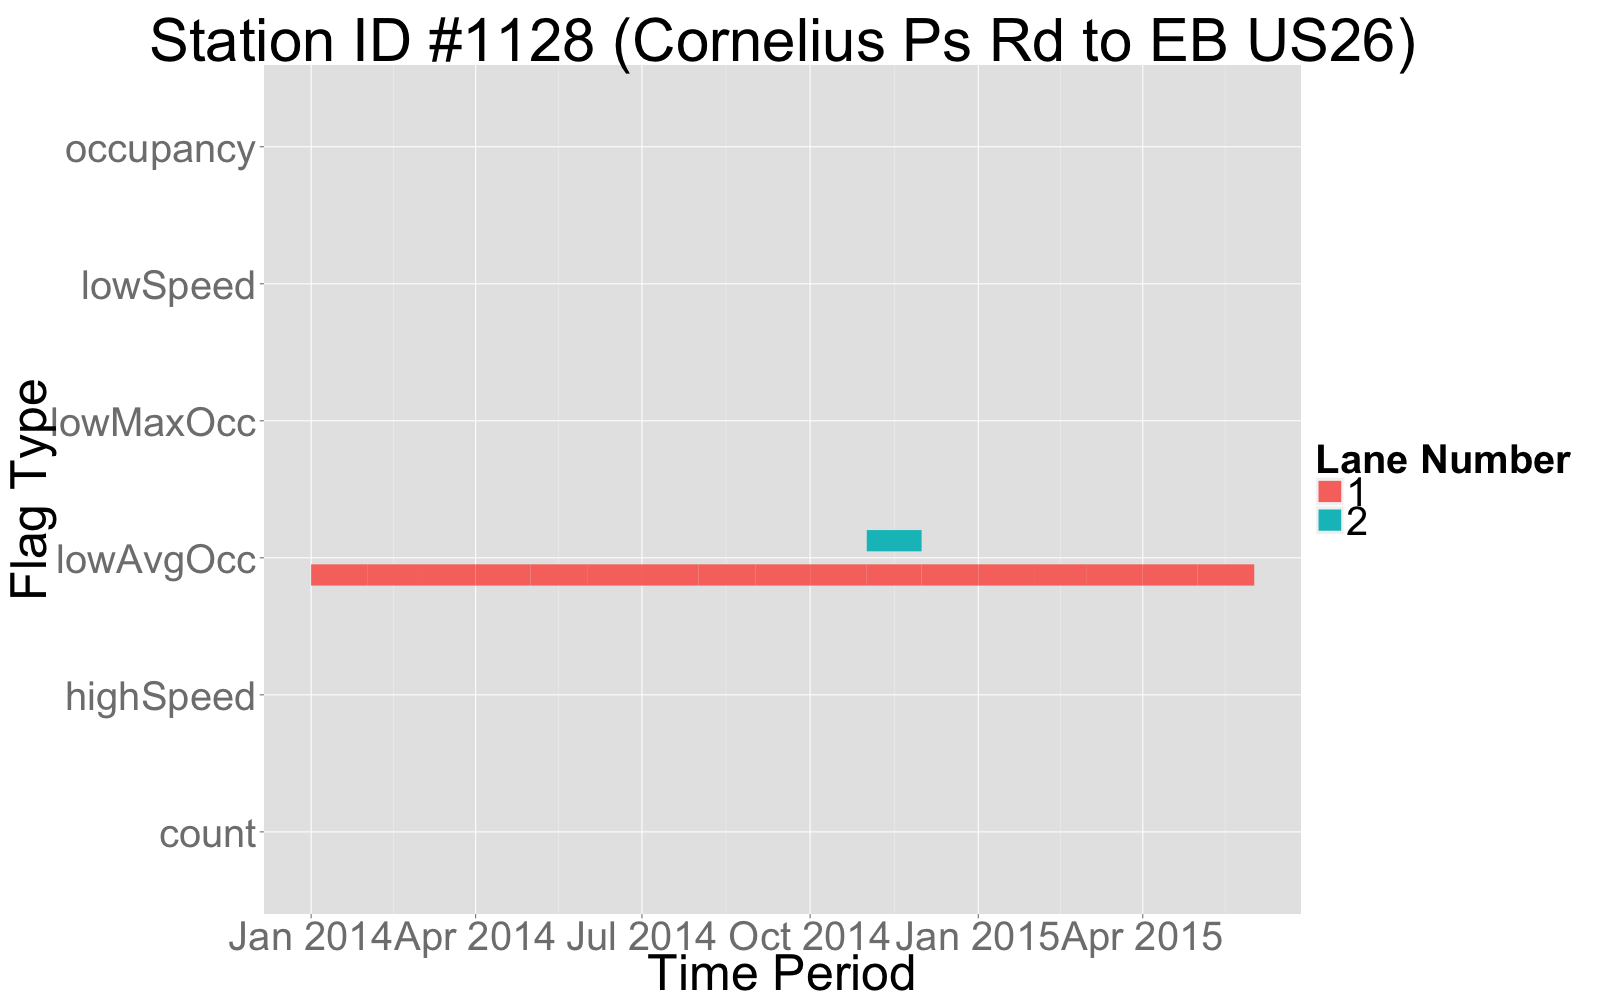 Station ID #1128 (Cornelius Ps Rd to EB US26)
occupancy
lowSpeed
lowMaxOcc
lowAvgOcc
highSpeed
count
Flag Type
Jan 2014 Apr 2014 Jul 2014 Oct 2014 Jan 2015 Apr 2015
Time Period
Lane Number
1
2